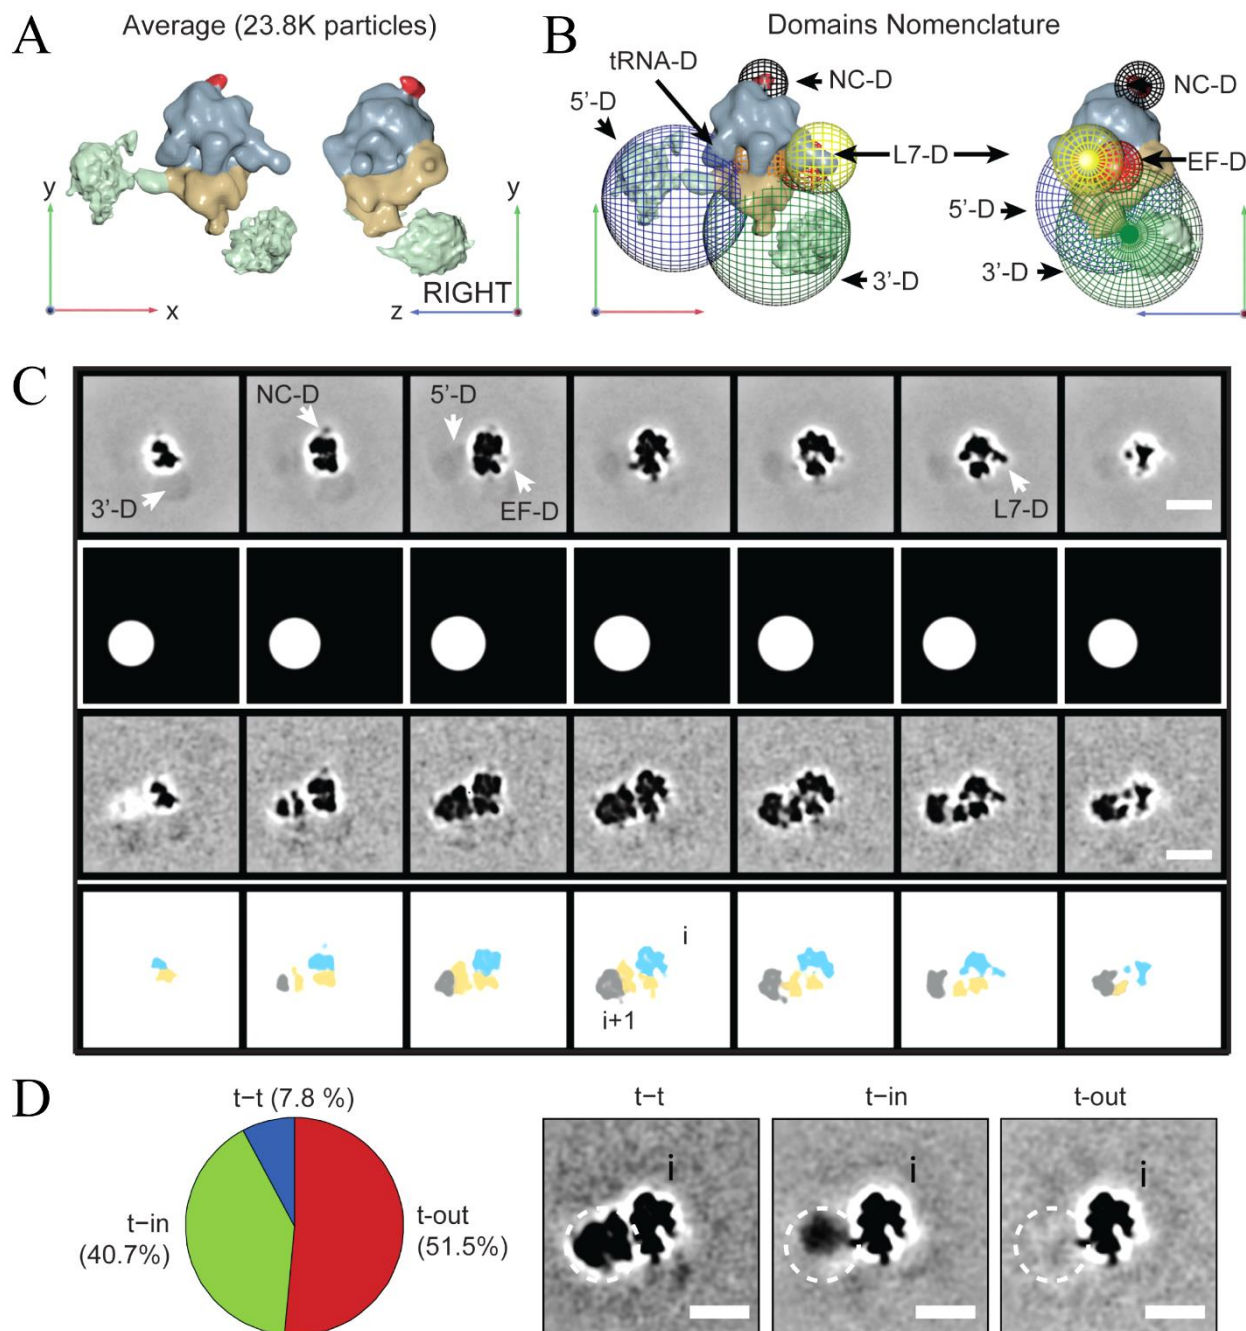 A
Average (23.8K particles)
y
x
y
z
RIGHT
B
Domains Nomenclature
tRNA-D
5’-D
NC-D
NC-D
L7-D
EF-D
5’-D
3’-D
3’-D
C
3’-D
NC-D
5’-D
EF-D
L7-D
i
i+1
D
t–t (7.8 %)
t–in
(40.7%)
t-out
(51.5%)
t–t
t–in
t-out
i
i
i